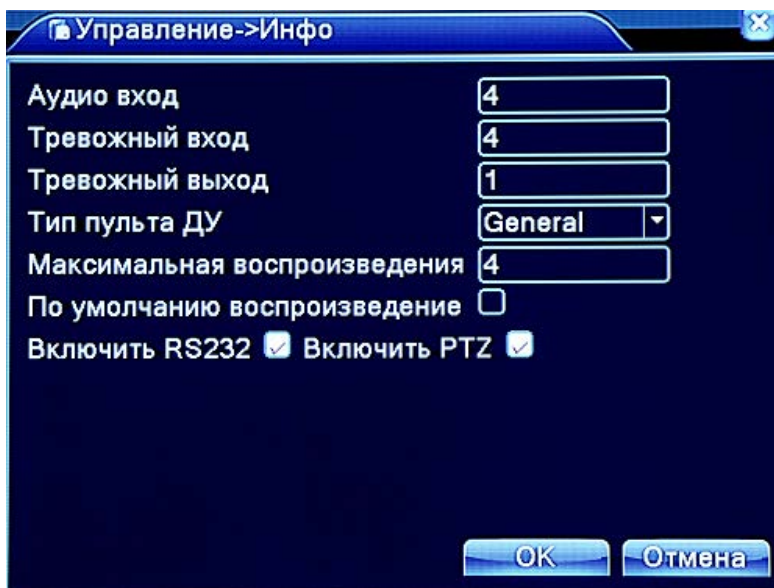 Управление->Инфо
Аудио вход 4
Тревожный вход 4
Тревожный выход 1
Тип пульта ДУ General
Максимальная воспроизведения 4
По умолчанию воспроизведение
Включить RS232 Включить PTZ
OK Отмена